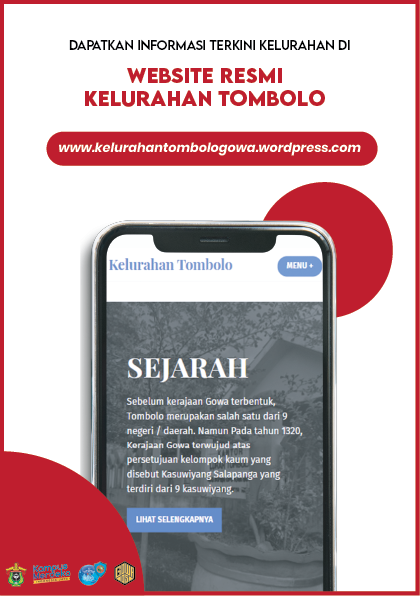 DAPATKAN INFORMASI TERKINI KELURAHAN DI
WEBSITE RESMI
KELURAHAN TOMBOLO
www.kelurahantombologowa.wordpress.com
Kelurahan Tombolo
MENU +
SEJARAH
Sebelum kerajaan Gowa terbentuk,
Tombolo merupakan salah satu dari 9
negeri / daerah. Namun Pada tahun 1320,
Kerajaan Gowa terwujud atas
persetujuan kelompok kaum yang
disebut Kasuwiyang Salapanga yang
terdiri dari 9 kasuwiyang.
LIHAT SELENGKAPNYA
Kampus
Merdeka